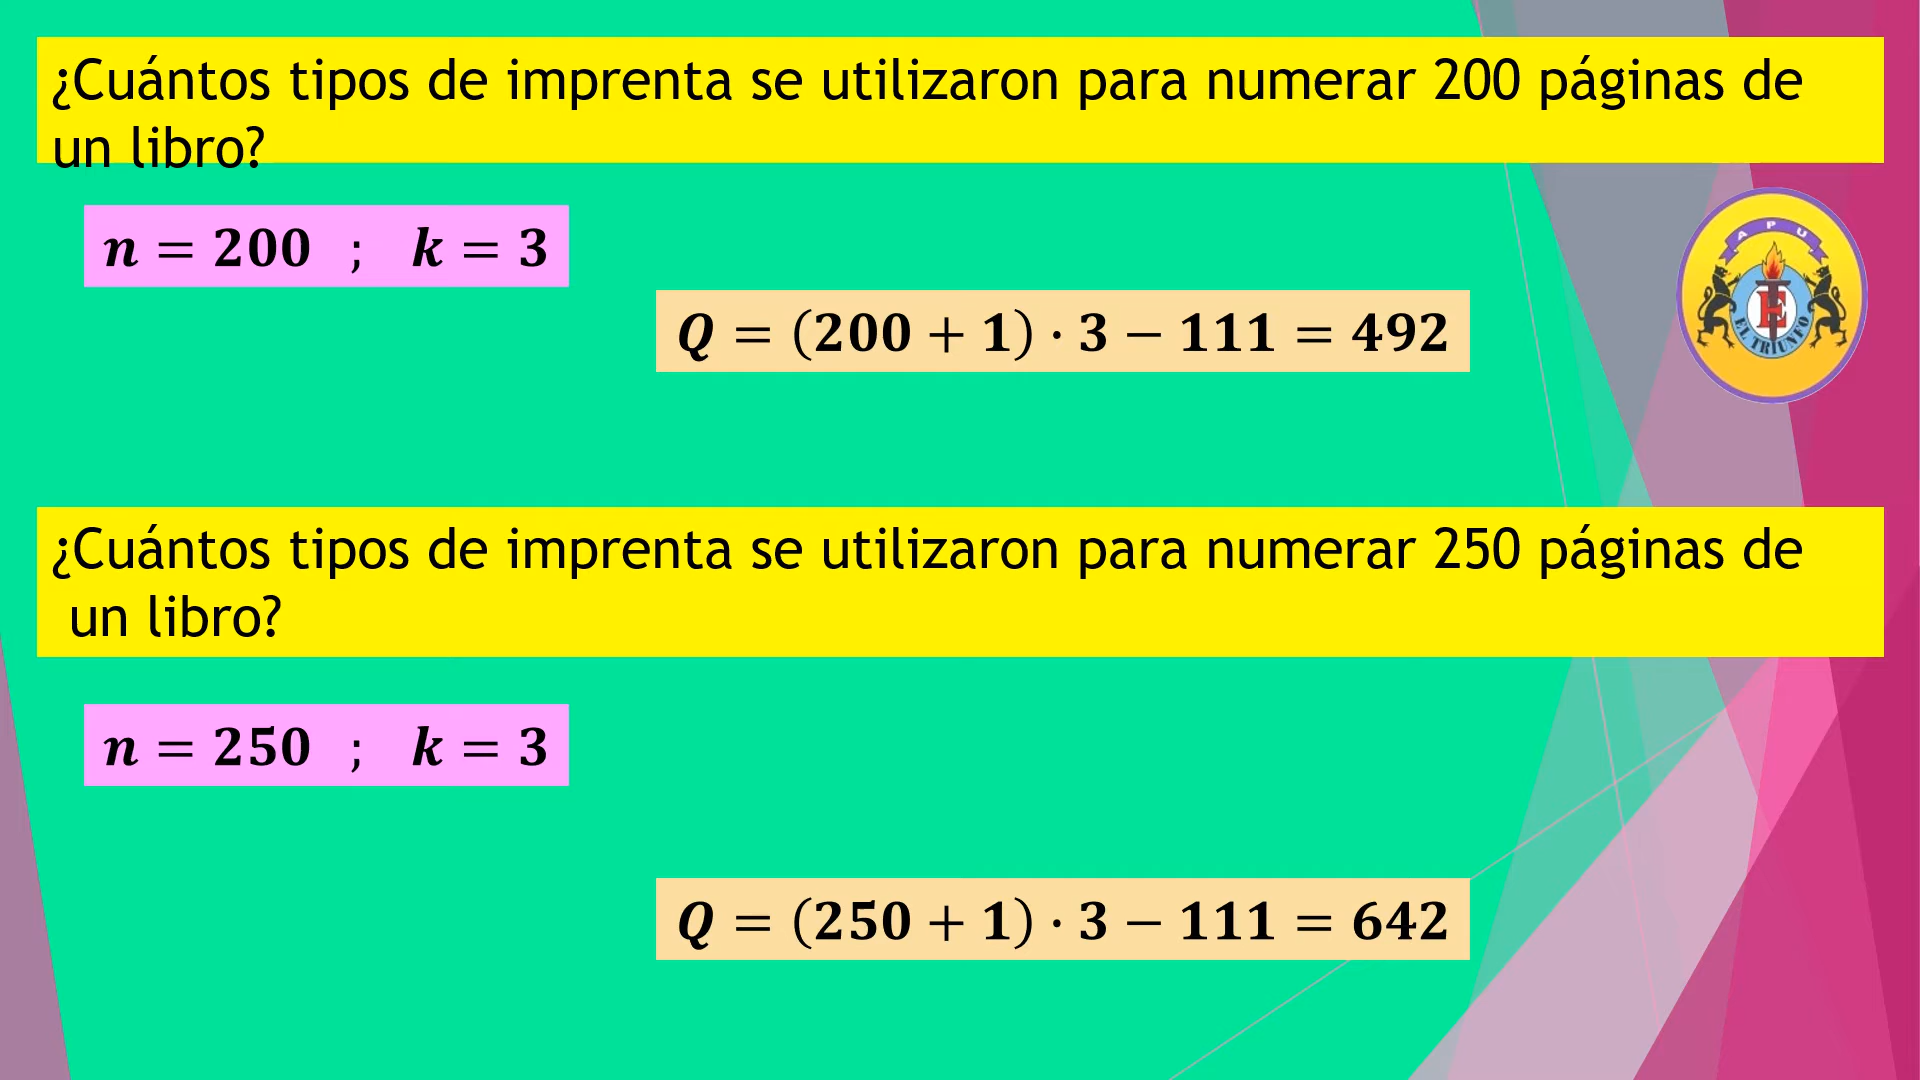 ¿Cuántos tipos de imprenta se utilizaron para numerar 200 páginas de
un libro?
n = 200 ; k = 3
Q = (200 + 1) · 3 − 111 = 492
A P U
E
EL TRIUNFO
¿Cuántos tipos de imprenta se utilizaron para numerar 250 páginas de
un libro?
n = 250 ; k = 3
Q = (250 + 1) · 3 − 111 = 642